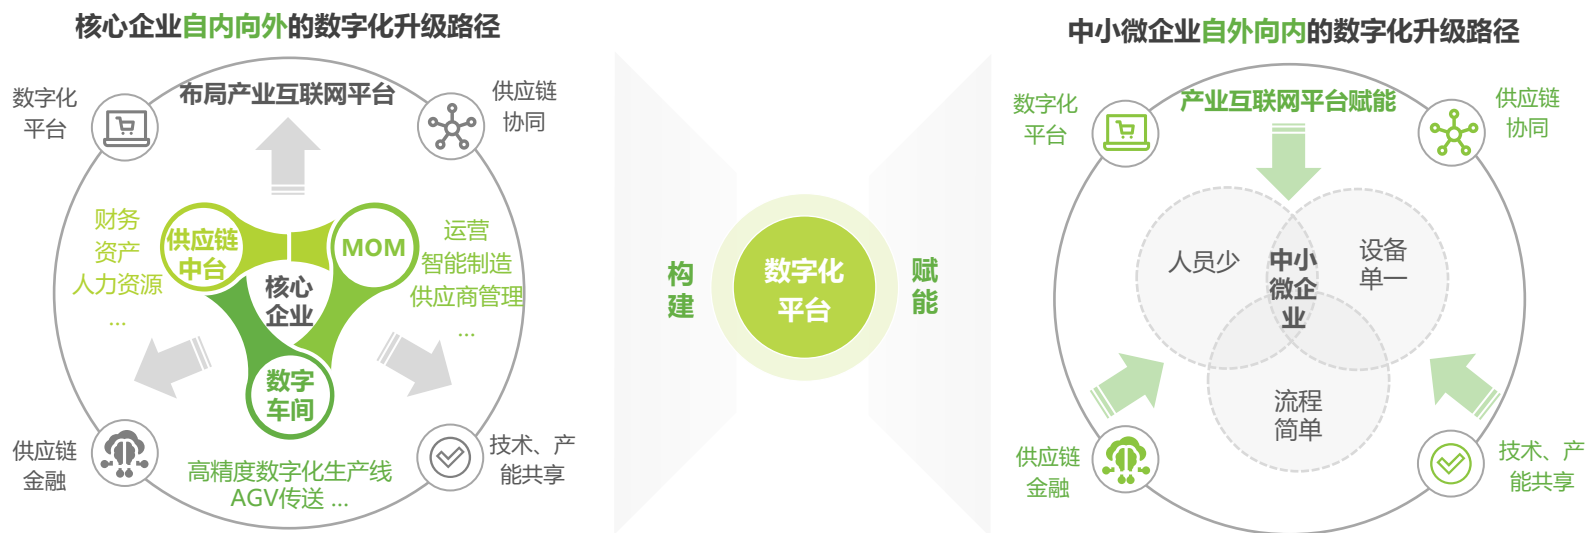 核心企业自内向外的数字化升级路径
数字化
平台
布局产业互联网平台
供应链
协同
财务
资产
人力资源
...
供应链
中台
MOM
运营
智能制造
供应商管理
...
核心
企业
数字
车间
供应链
金融
高精度数字化生产线
AGV传送 ...
技术、产
能共享
构
建
数字化
平台
赋
能
中小微企业自外向内的数字化升级路径
数字化
平台
产业互联网平台赋能
供应链
协同
人员少
中小
微企
业
设备
单一
流程
简单
供应链
金融
技术、产
能共享